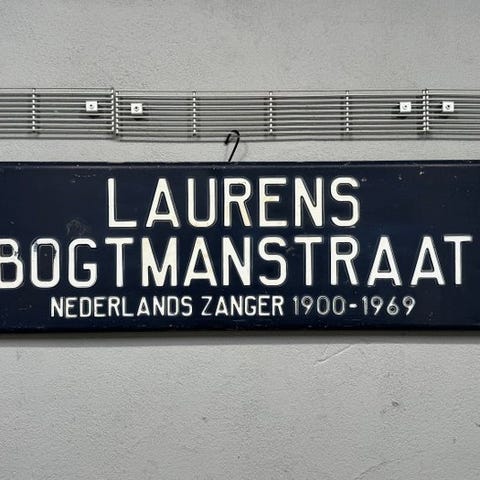 LAURENS
BOGTMANSTRAAT
NEDERLANDS ZANGER 1900-1969